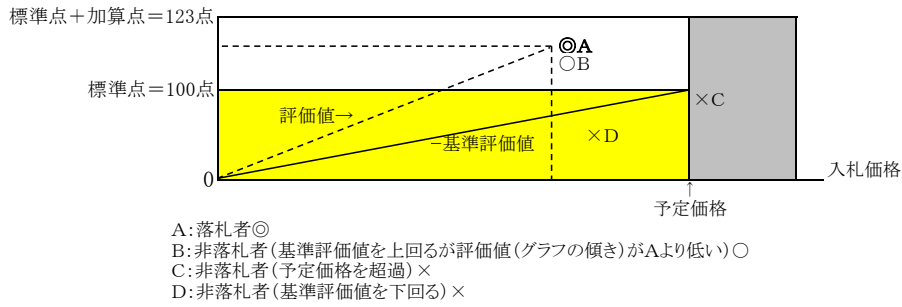 標準点＋加算点＝123点
◎A
○B
標準点＝100点
×C
評価値→
−基準評価値
×D
0
入札価格
↑
予定価格
A：落札者◎
B：非落札者（基準評価値を上回るが評価値（グラフの傾き）がAより低い）○
C：非落札者（予定価格を超過）×
D：非落札者（基準評価値を下回る）×